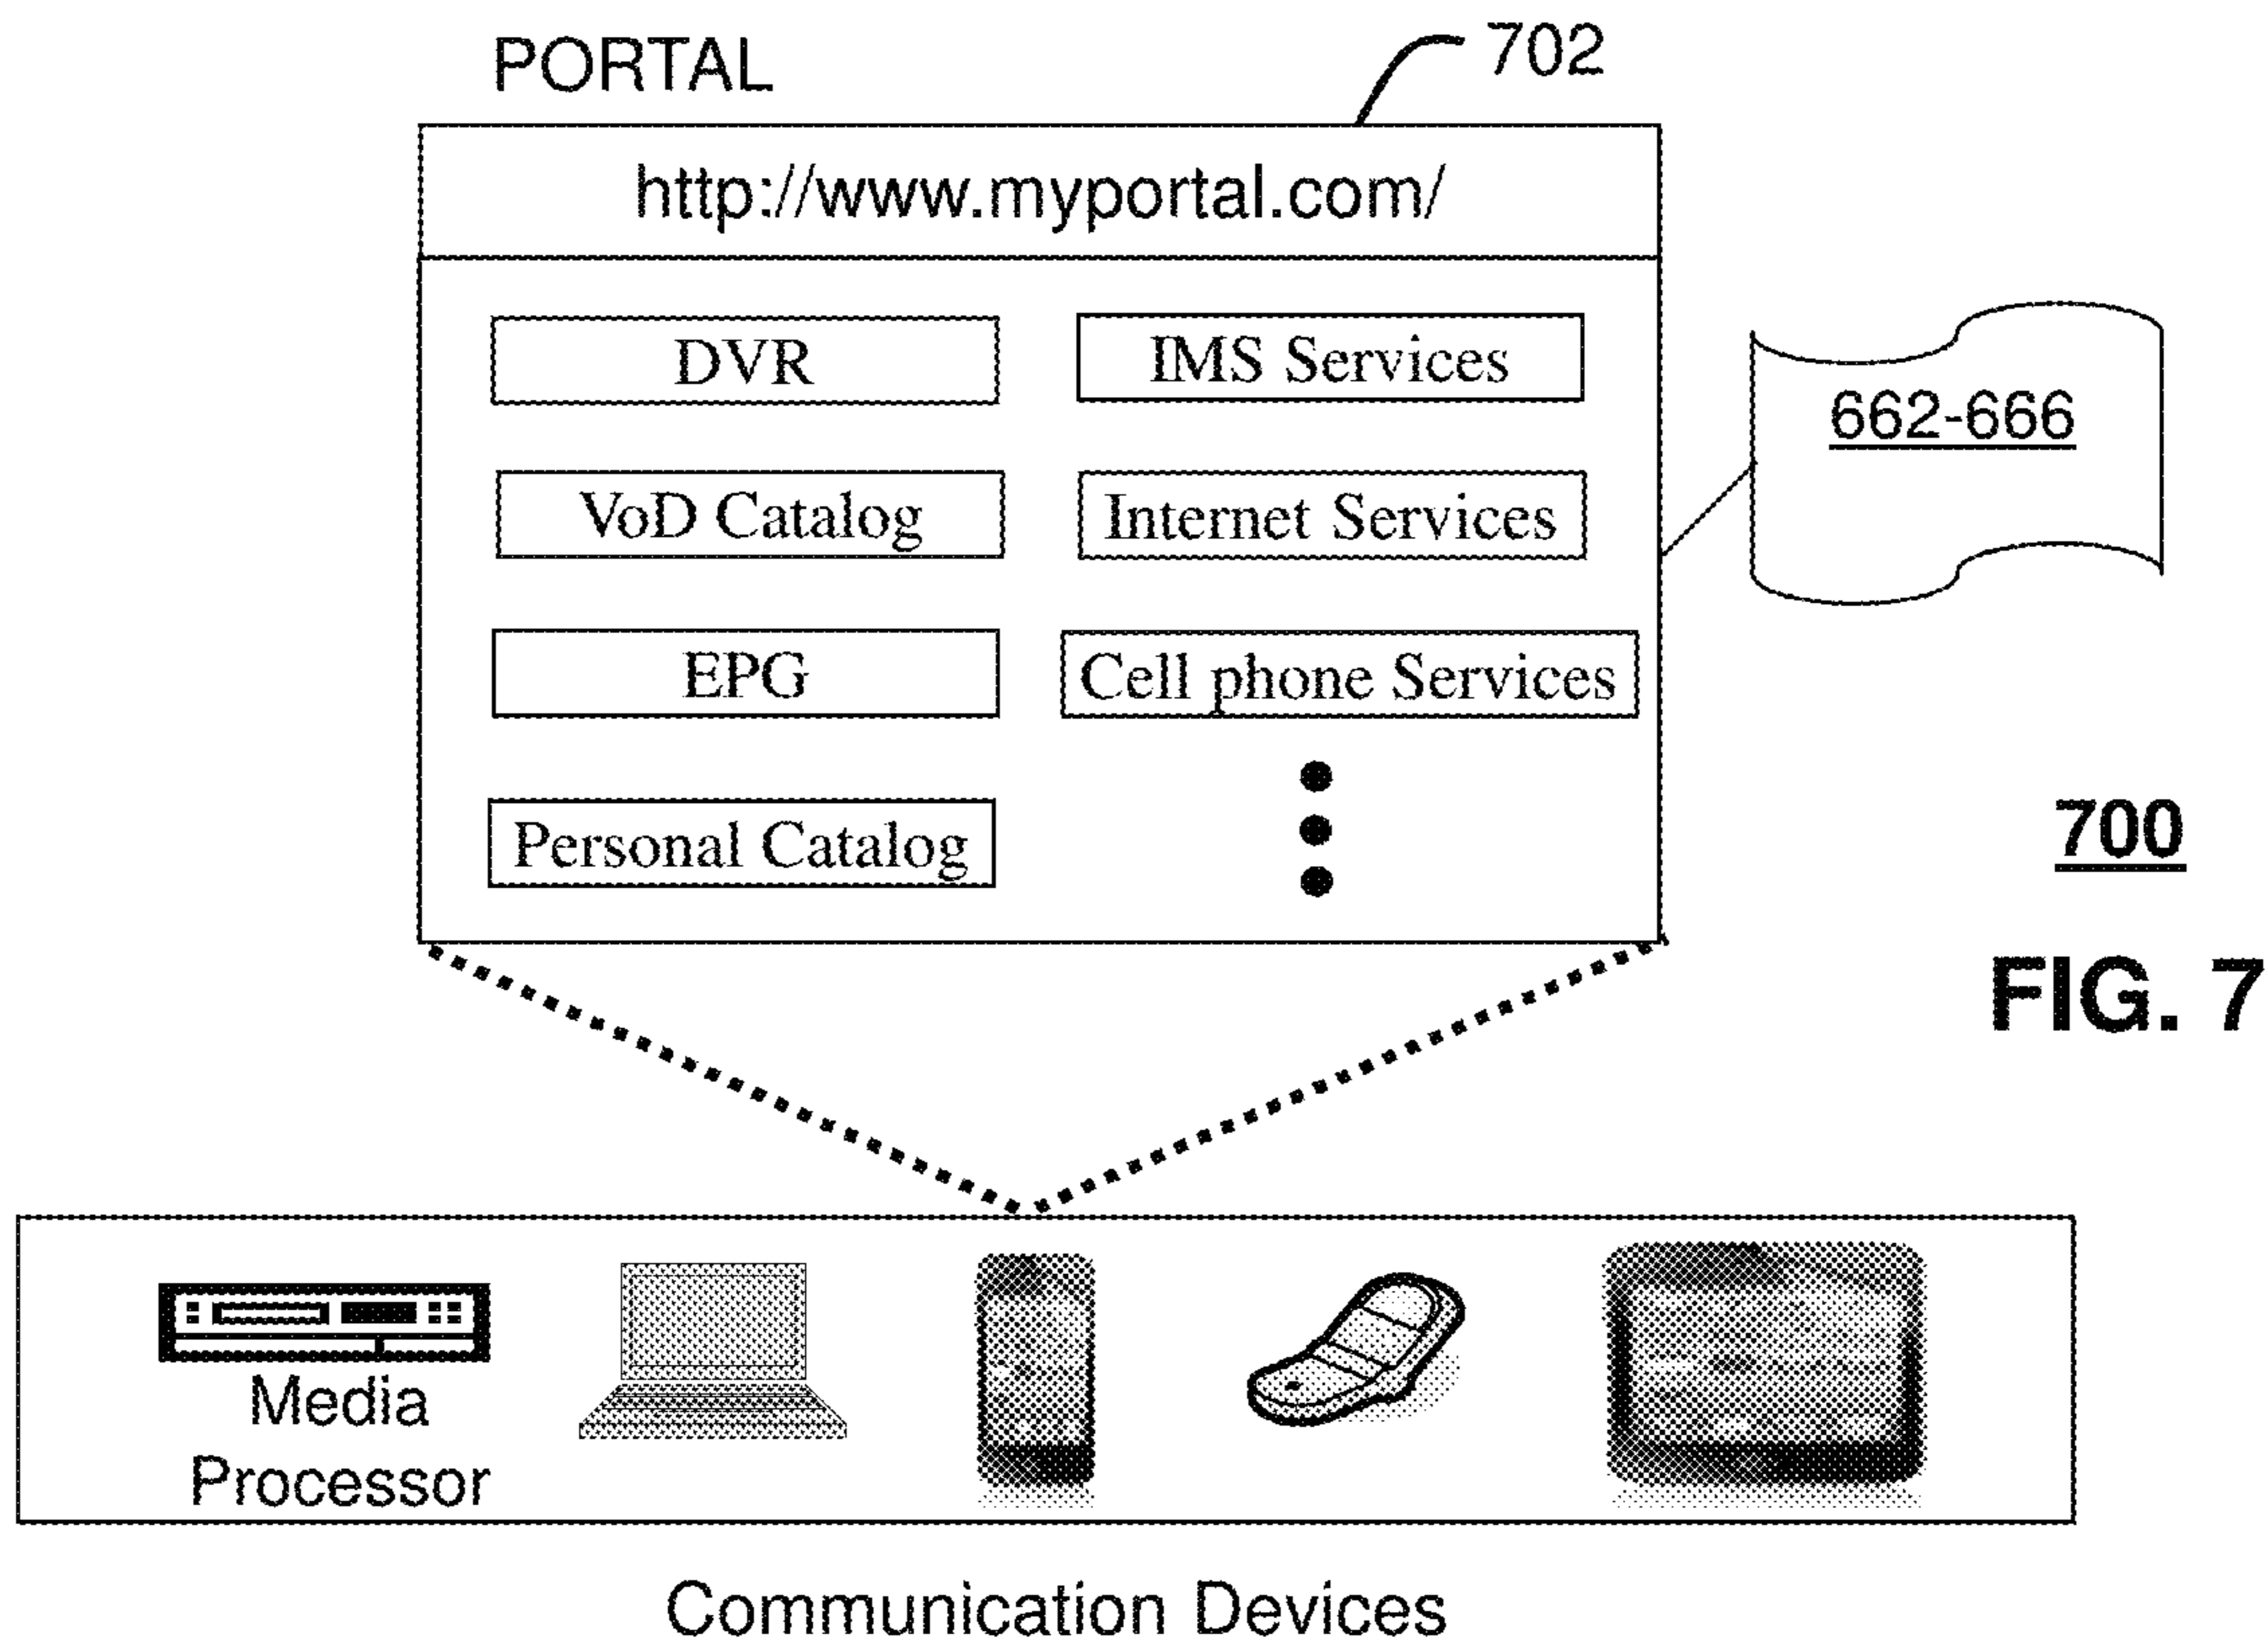 PORTAL
702
http://www.myportal.com/
DVR
IMS Services
VoD Catalog
Internet Services
EPG
Cell phone Services
Personal Catalog
662-666
700
FIG. 7
Media
Processor
Communication Devices